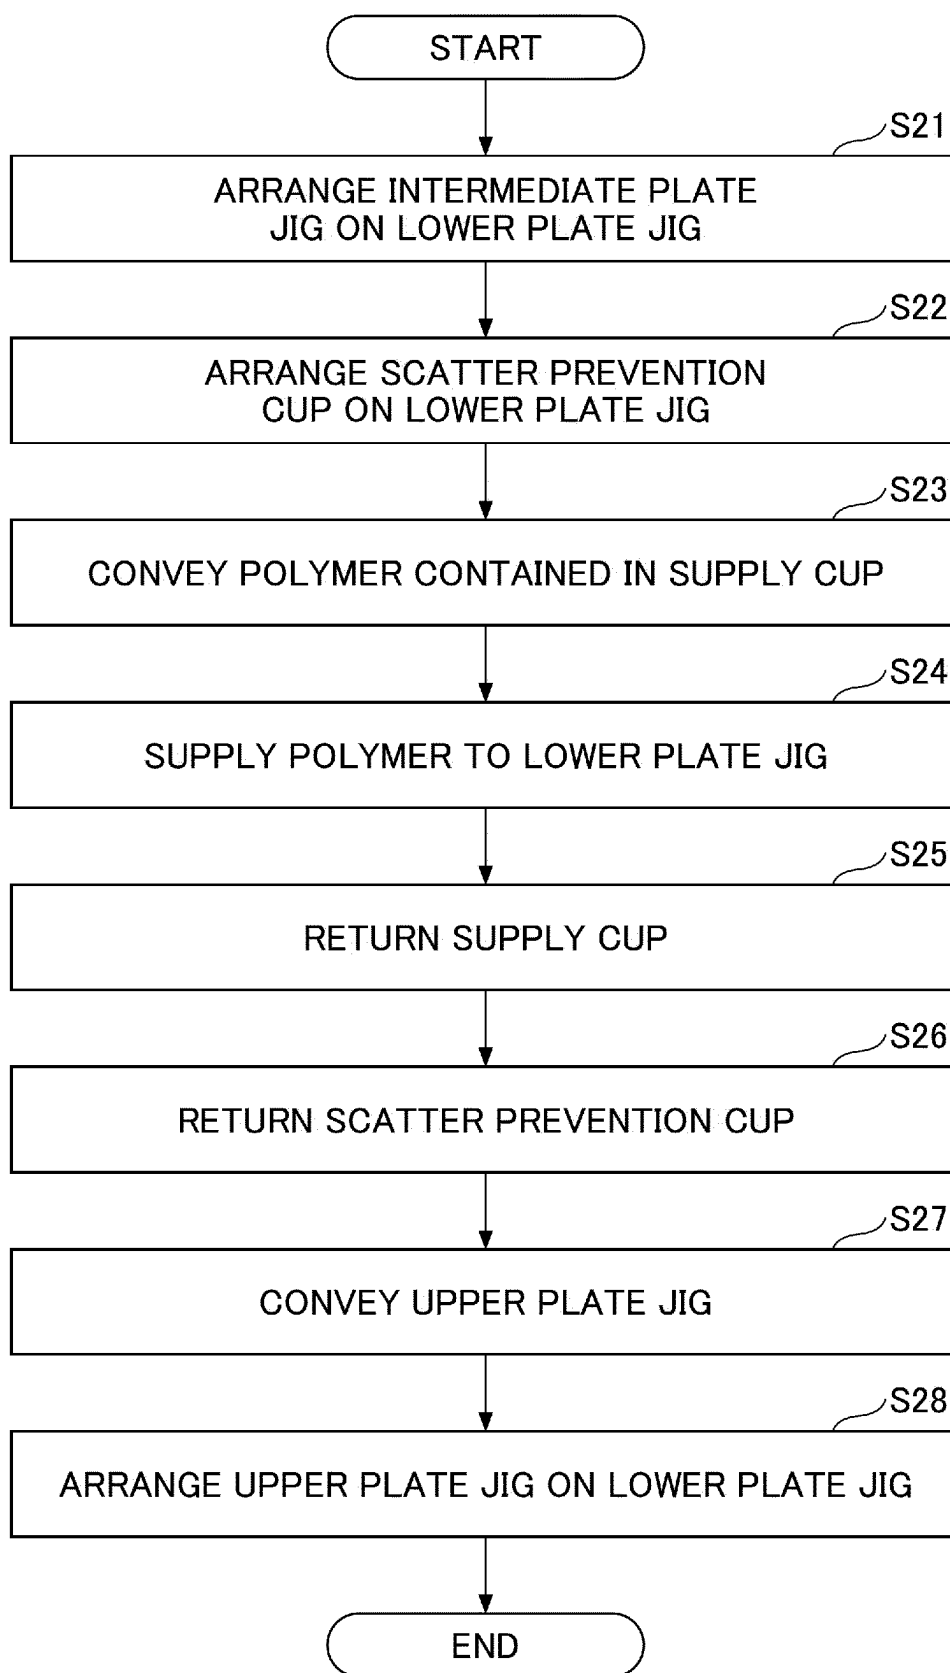 START
S21
ARRANGE INTERMEDIATE PLATE
JIG ON LOWER PLATE JIG
S22
ARRANGE SCATTER PREVENTION
CUP ON LOWER PLATE JIG
S23
CONVEY POLYMER CONTAINED IN SUPPLY CUP
S24
SUPPLY POLYMER TO LOWER PLATE JIG
S25
RETURN SUPPLY CUP
S26
RETURN SCATTER PREVENTION CUP
S27
CONVEY UPPER PLATE JIG
S28
ARRANGE UPPER PLATE JIG ON LOWER PLATE JIG
END